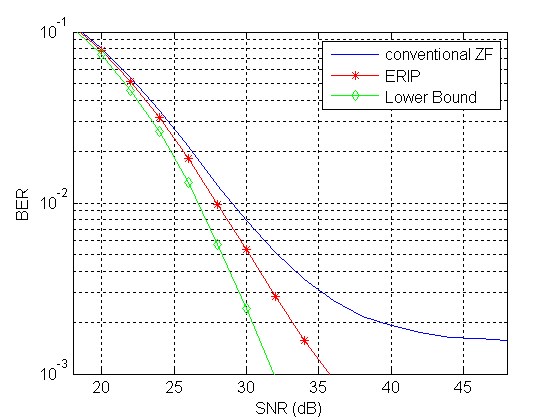 10^-1
conventional ZF
ERIP
Lower Bound
10^-2
BER
10^-3
20 25 30 35 40 45
SNR (dB)